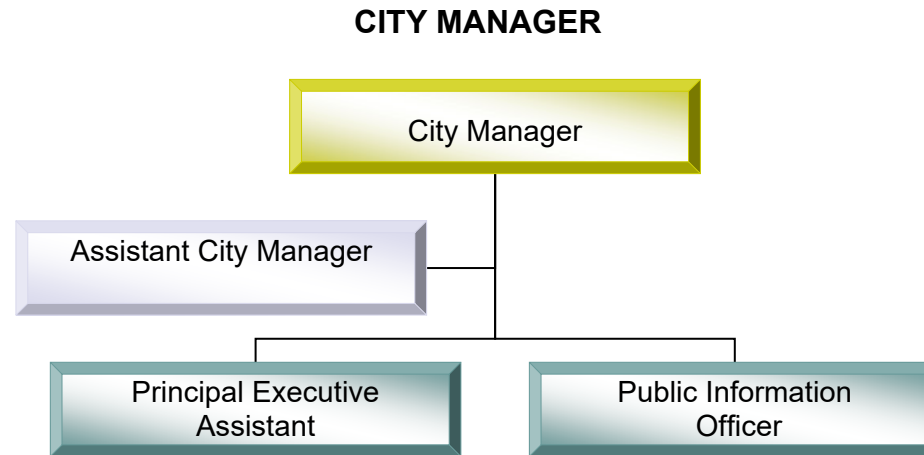 CITY MANAGER
City Manager
Assistant City Manager
Principal Executive
Assistant
Public Information
Officer